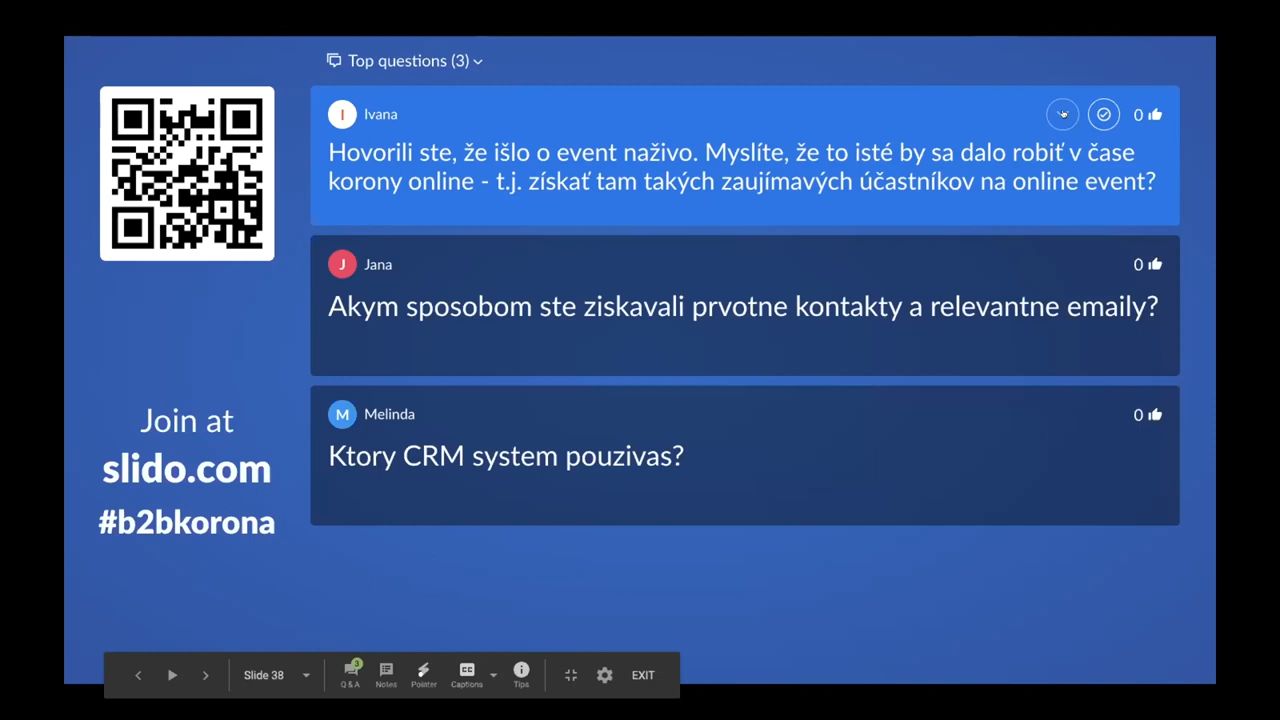 Top questions (3)
I Ivana 0
Hovorili ste, že išlo o event naživo. Myslíte, že to isté by sa dalo robiť v čase
korony online - t.j. získať tam takých zaujímavých účastníkov na online event?
J Jana 0
Akym sposobom ste ziskavali prvotne kontakty a relevantne emaily?
M Melinda 0
Ktory CRM system pouzivas?
Join at
slido.com
#b2bkorona
Slide 38
3
Q & A Notes Pointer CC Captions Tips EXIT